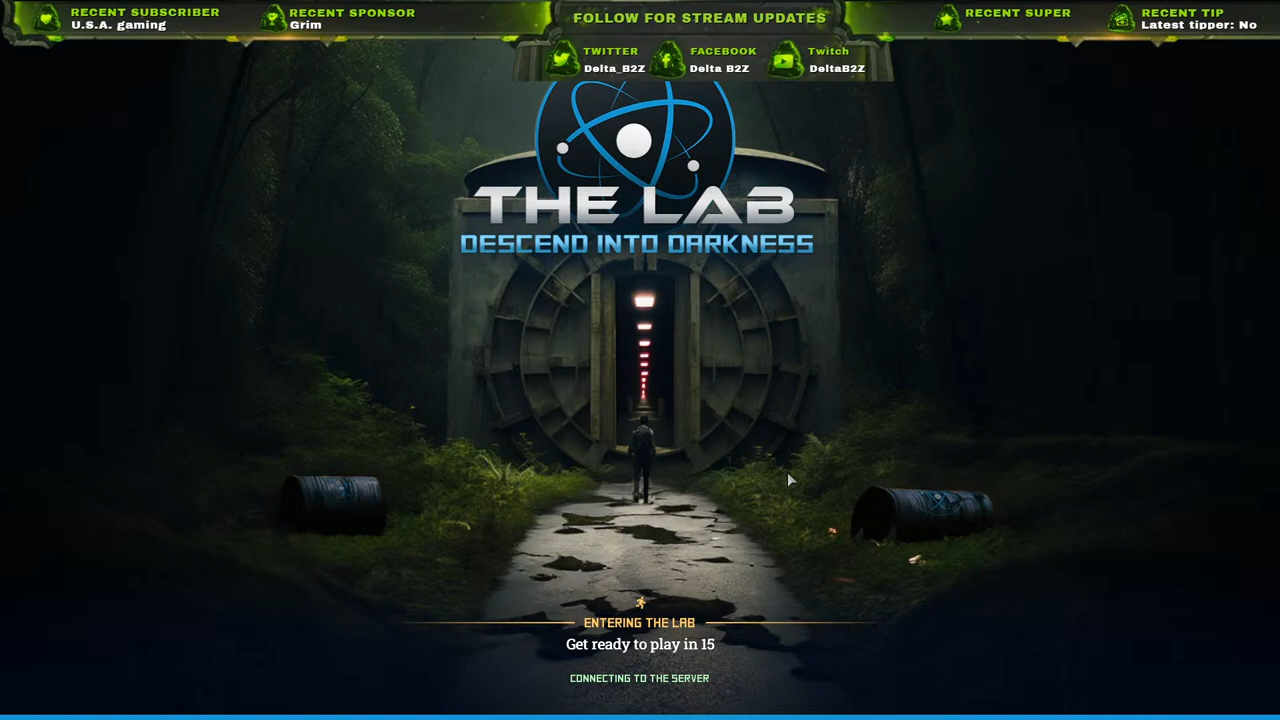 RECENT SUBSCRIBER
U.S.A. gaming
RECENT SPONSOR
Grim
FOLLOW FOR STREAM UPDATES
RECENT SUPER
RECENT TIP
Latest tipper: No
TWITTER
Delta_B2Z
FACEBOOK
Delta B2Z
Twitch
DeltaB2Z
THE LAB
DESCEND INTO DARKNESS
ENTERING THE LAB
Get ready to play in 15
CONNECTING TO THE SERVER